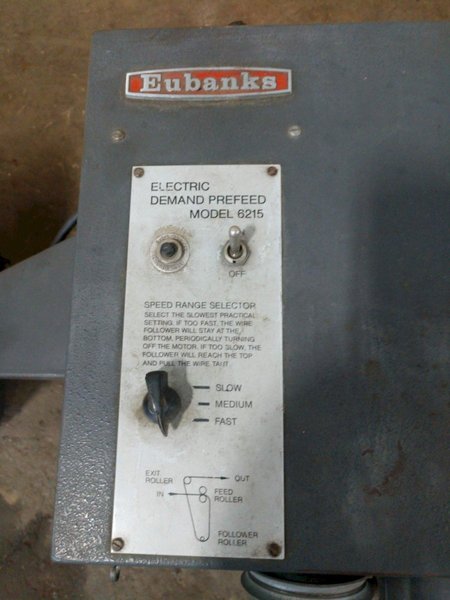 Eubanks
ELECTRIC
DEMAND PREFEED
MODEL 6215
OFF
SPEED RANGE SELECTOR
SELECT THE SLOWEST PRACTICAL
SETTING. IF TOO FAST, THE WIRE
FOLLOWER WILL STAY AT THE
BOTTOM, PERIODICALLY TURNING
OFF THE MOTOR. IF TOO SLOW, THE
FOLLOWER WILL REACH THE TOP
AND PULL THE WIRE TAUT
SLOW
MEDIUM
FAST
EXIT
ROLLER
OUT
IN
FEED
ROLLER
FOLLOWER
ROLLER